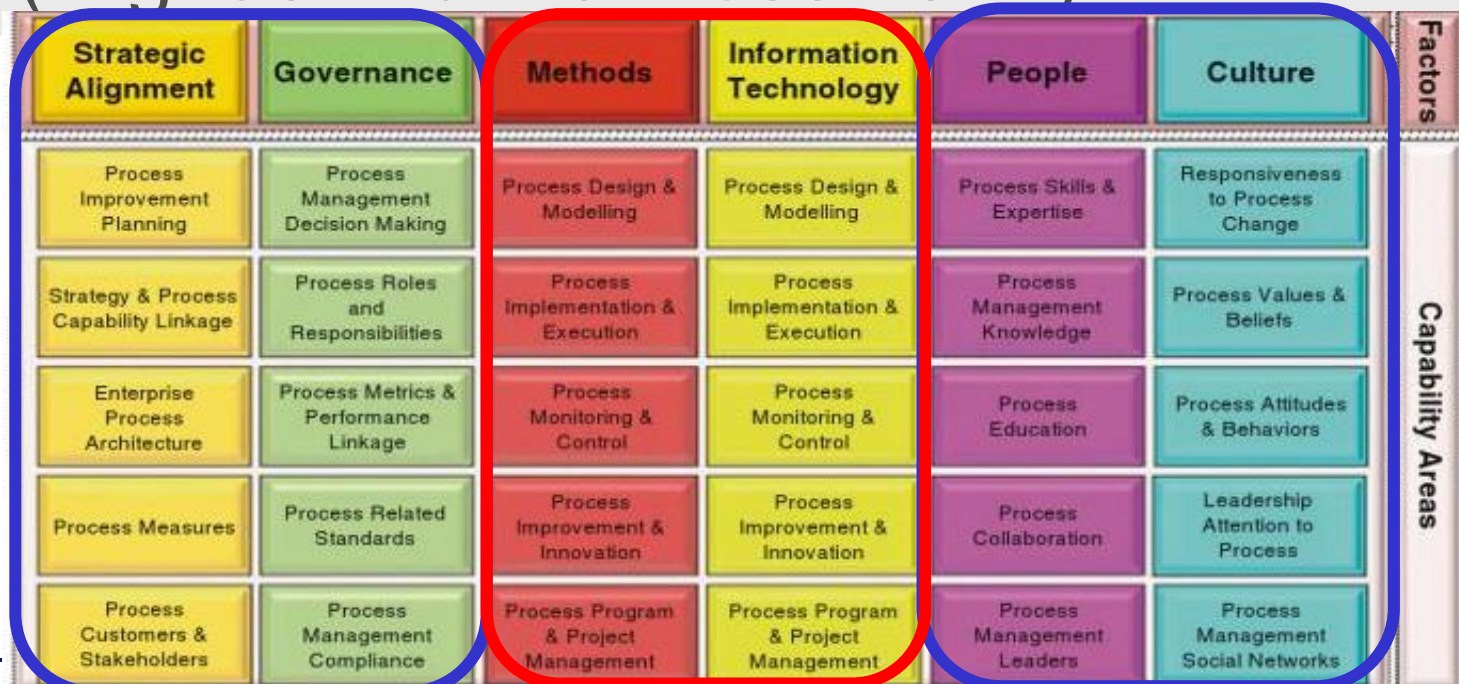 Strategic
Alignment
Governance
Methods
Information
Technology
People
Culture
Factors
Process
Improvement
Planning
Process
Management
Decision Making
Process Design &
Modelling
Process Design &
Modelling
Process Skills &
Expertise
Responsiveness
to Process
Change
Strategy & Process
Capability Linkage
Process Roles
and
Responsibilities
Process
Implementation &
Execution
Process
Implementation &
Execution
Process
Management
Knowledge
Process Values &
Beliefs
Enterprise
Process
Architecture
Process Metrics &
Performance
Linkage
Process
Monitoring &
Control
Process
Monitoring &
Control
Process
Education
Process Attitudes
& Behaviors
Process Measures
Process Related
Standards
Process
Improvement &
Innovation
Process
Improvement &
Innovation
Process
Collaboration
Leadership
Attention to
Process
Process
Customers &
Stakeholders
Process
Management
Compliance
Process Program
& Project
Management
Process Program
& Project
Management
Process
Management
Leaders
Process
Management
Social Networks
Capability Areas